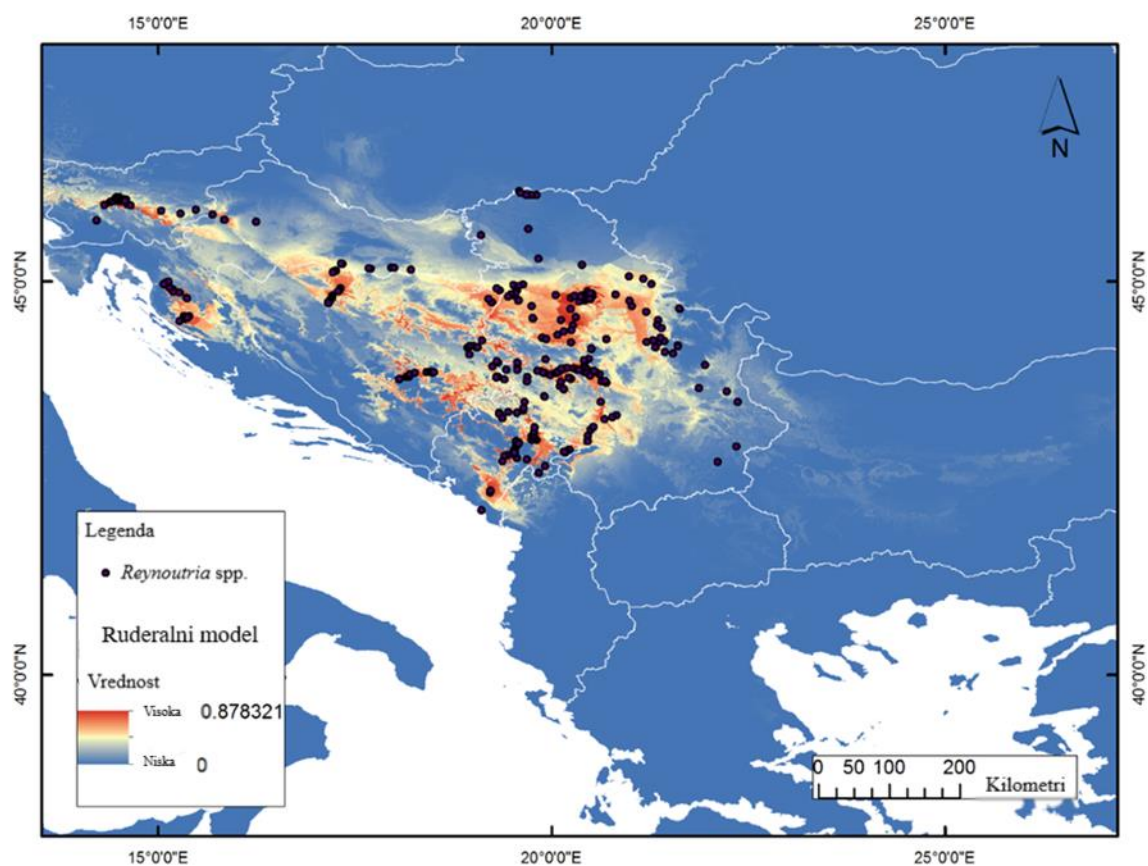 15°0'0"E 20°0'0"E 25°0'0"E
45°0'0"N 45°0'0"N
40°0'0"N 40°0'0"N
N
Legenda
Reynoutria spp.
Ruderalni model
Vrednost
Visoka 0.878321
Niska 0
0 50 100 200
Kilometri
15°0'0"E 20°0'0"E 25°0'0"E